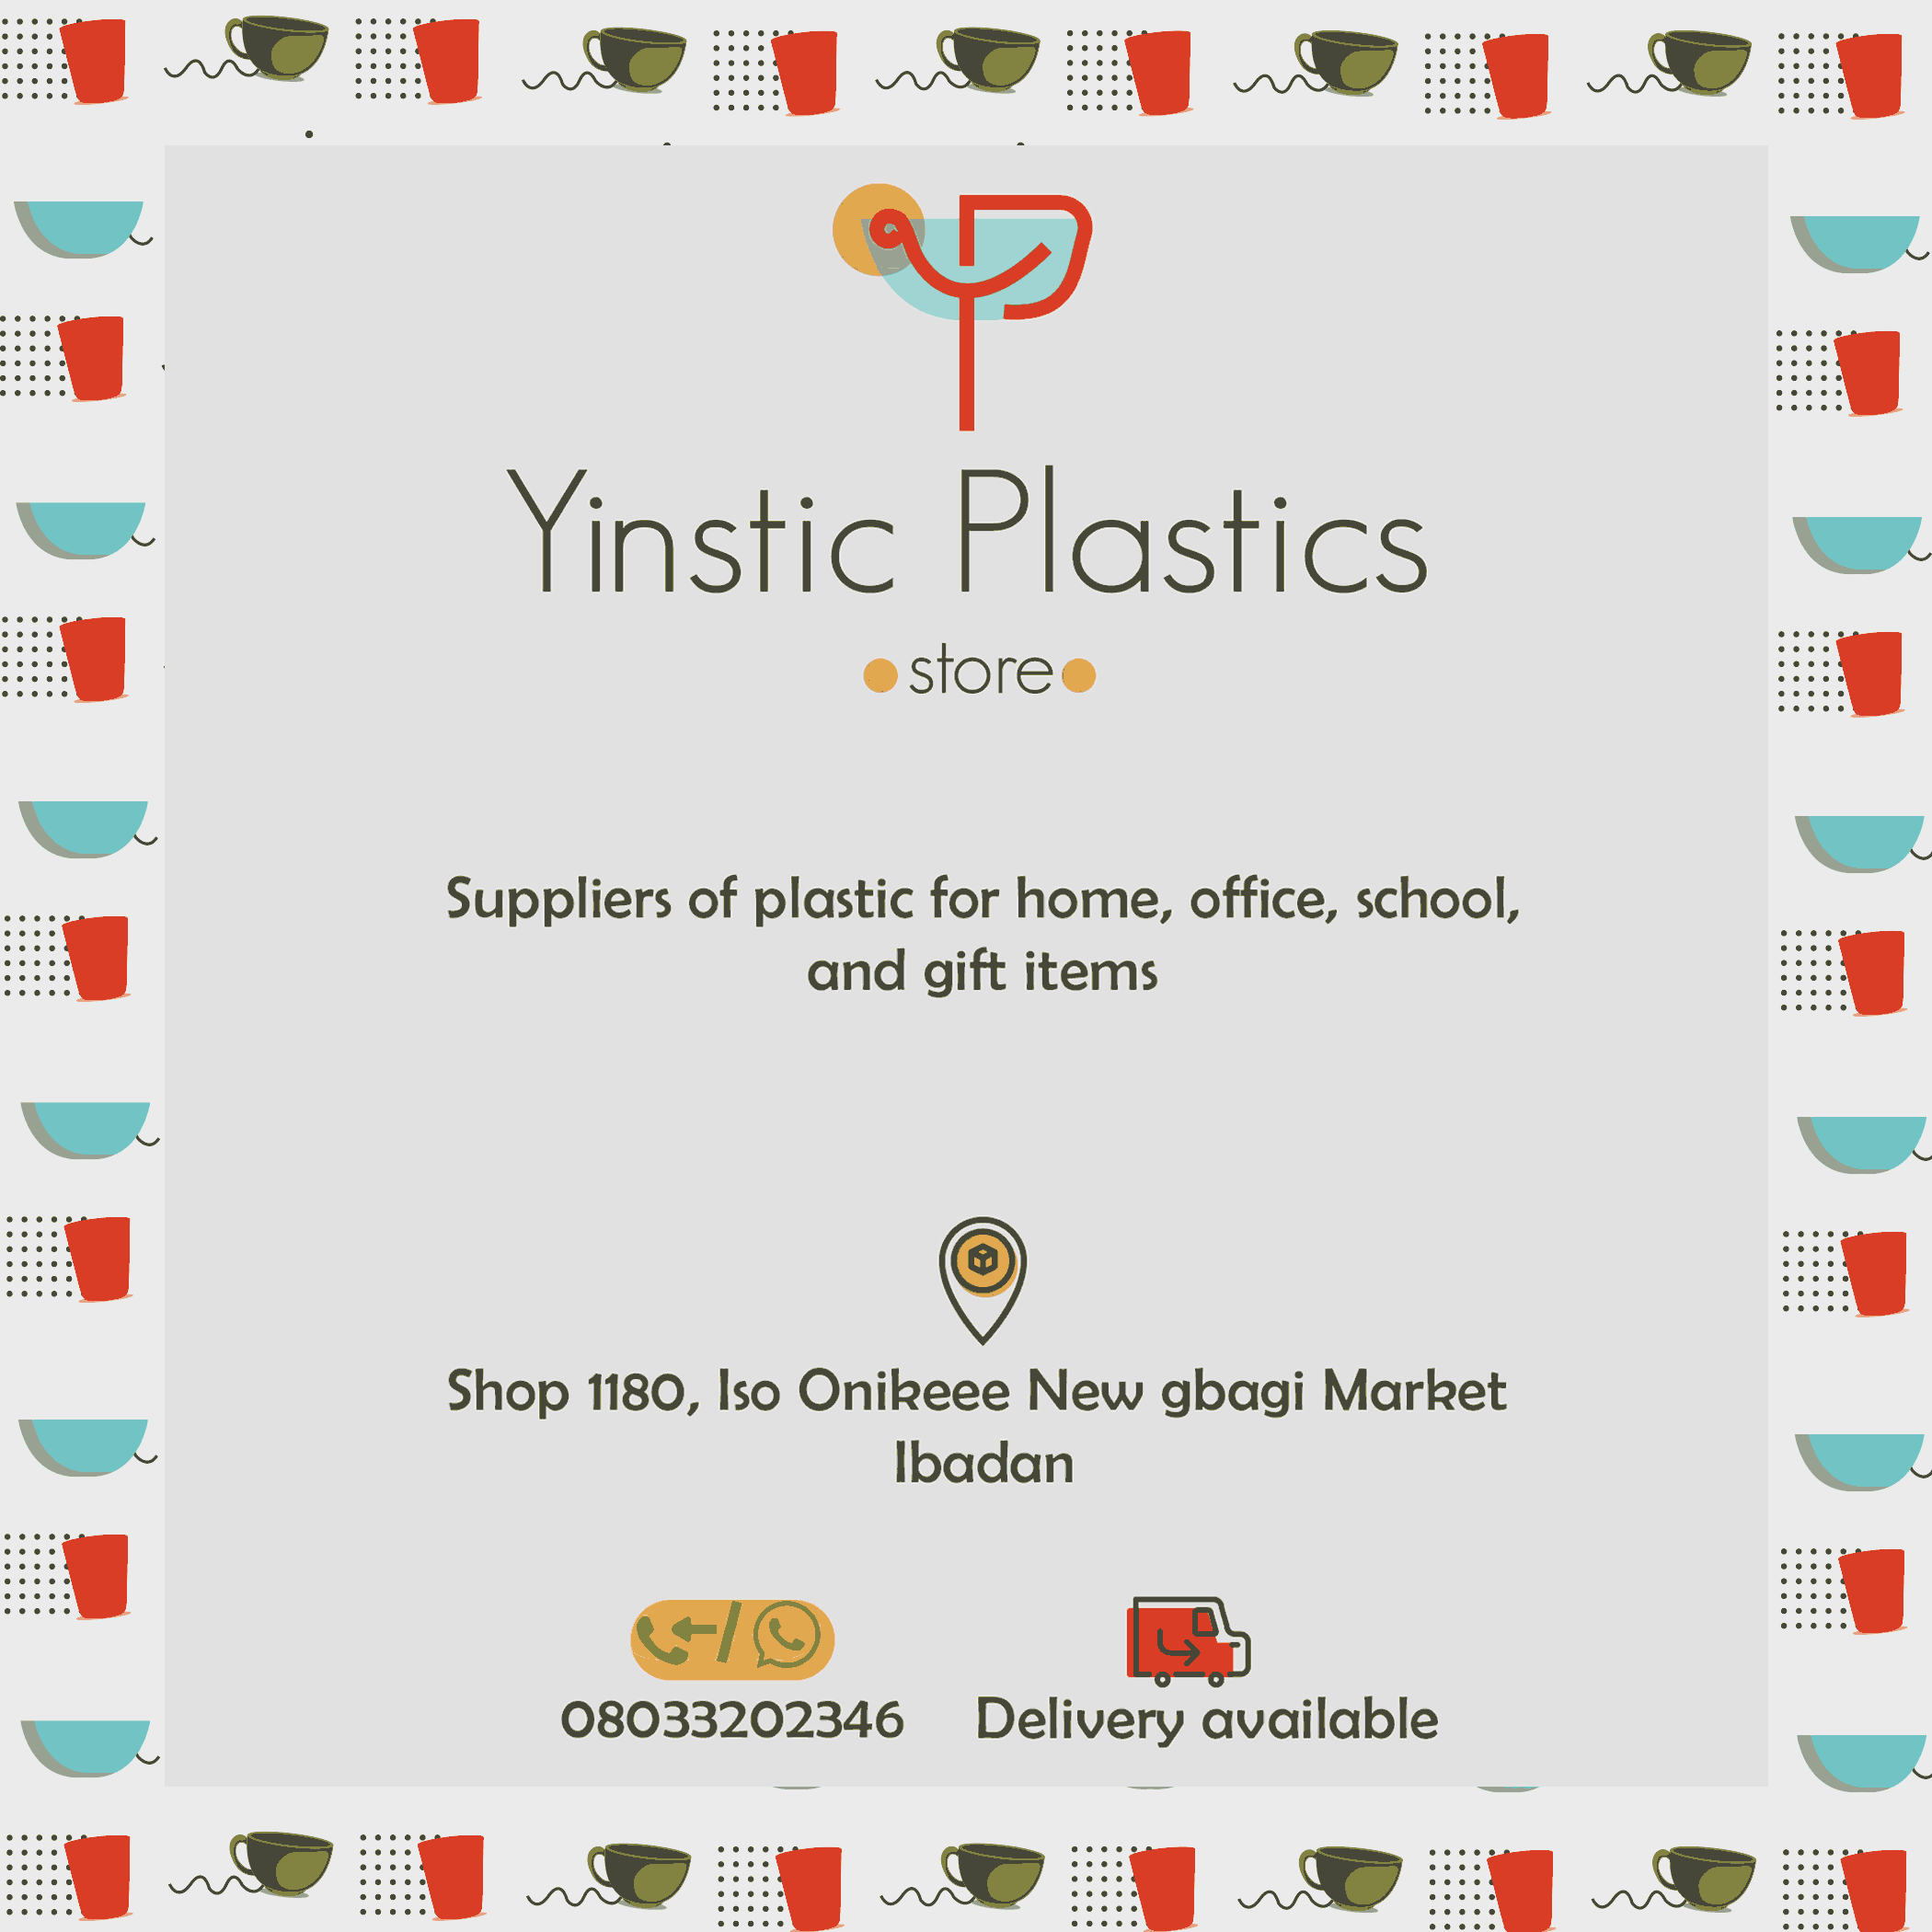 Yinstic Plastics
store
Suppliers of plastic for home, office, school,
and gift items
Shop 1180, Iso Onikeee New gbagi Market
Ibadan
08033202346
Delivery available